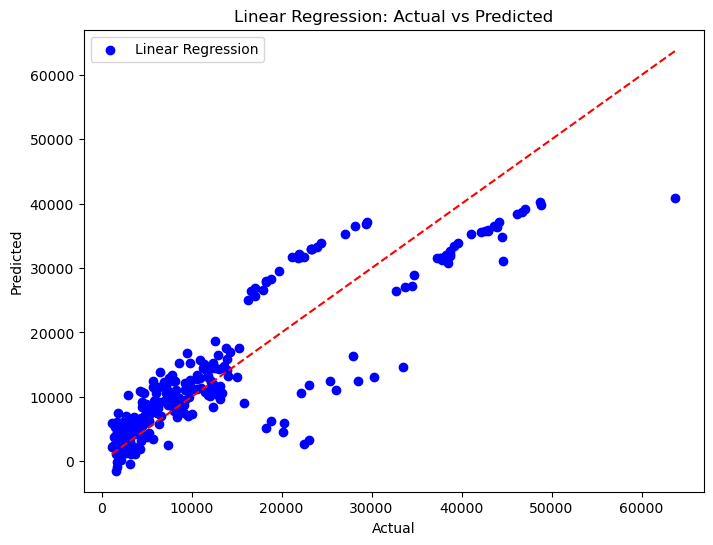 Linear Regression: Actual vs Predicted
Linear Regression
60000
50000
40000
30000
20000
10000
0
Predicted
0 10000 20000 30000 40000 50000 60000
Actual